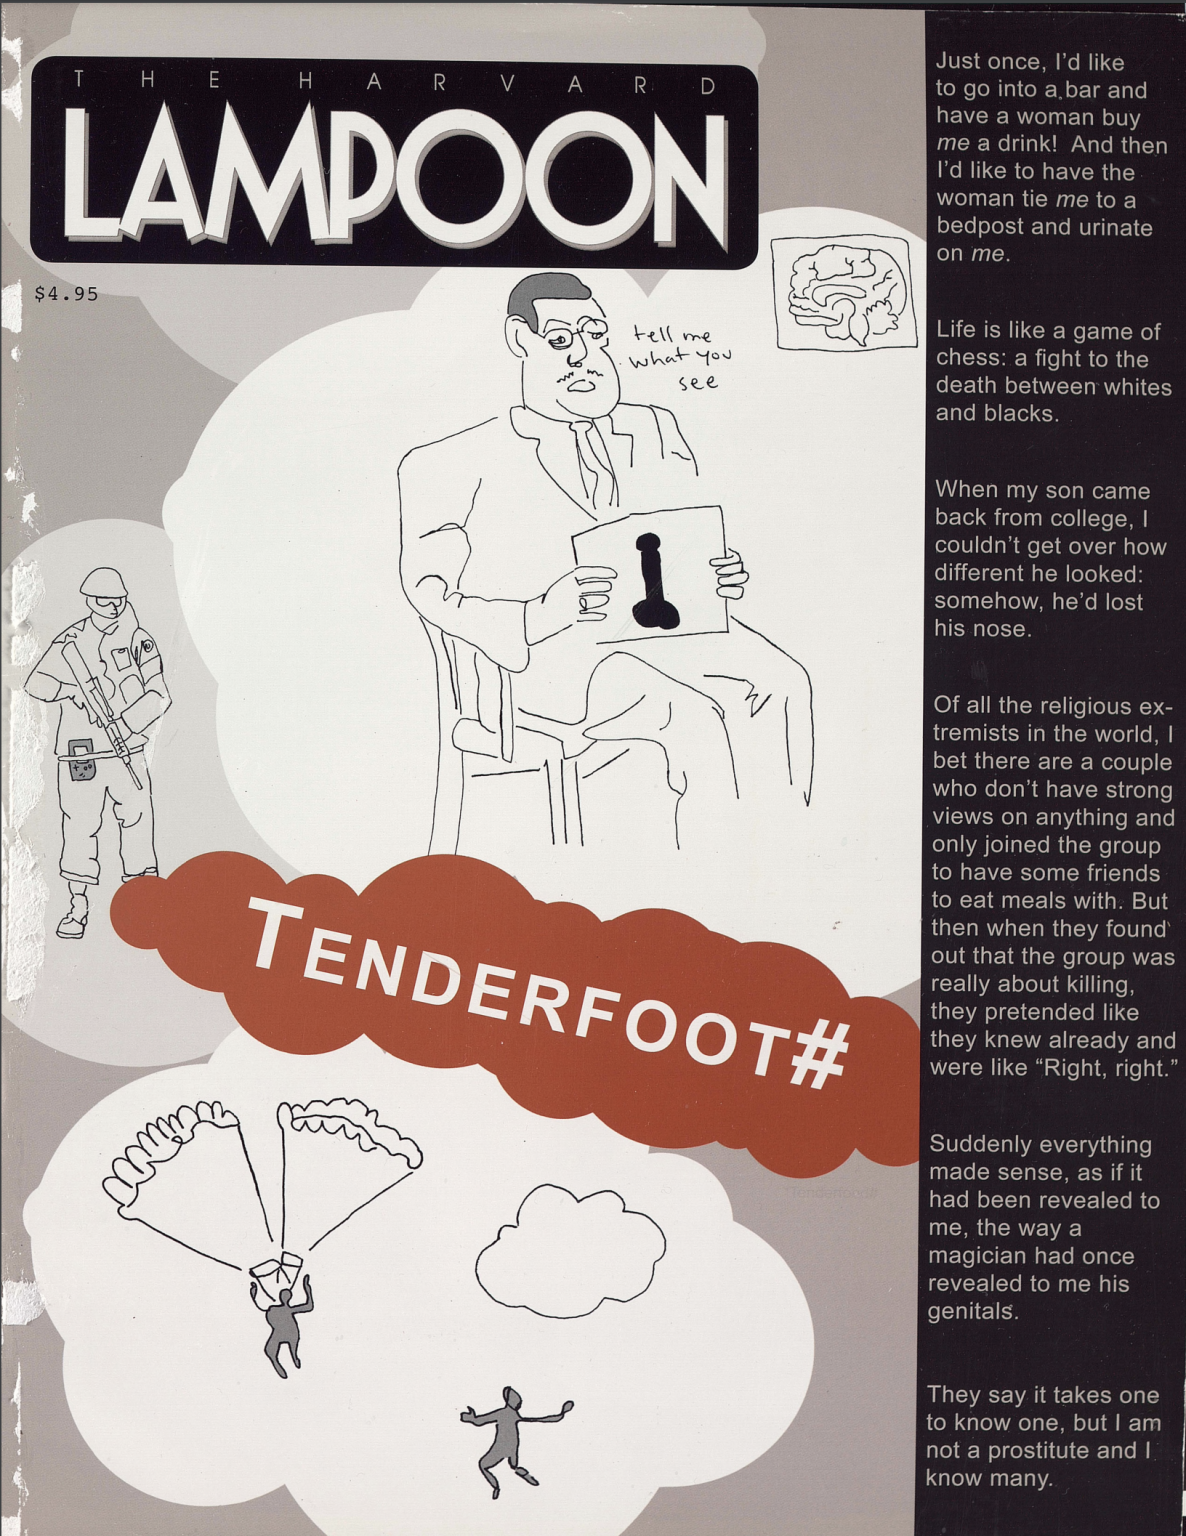 THE HARVARD
LAMPOON
$4.95
tell me
what you
see
TENDERFOOT#
Just once, I'd like
to go into a bar and
have a woman buy
me a drink!  And then
I'd like to have the
woman tie me to a
bedpost and urinate
on me.
Life is like a game of
chess: a fight to the
death between whites
and blacks.
When my son came
back from college, I
couldn't get over how
different he looked:
somehow, he'd lost
his nose.
Of all the religious ex-
tremists in the world, I
bet there are a couple
who don't have strong
views on anything and
only joined the group
to have some friends
to eat meals with. But
then when they found
out that the group was
really about killing,
they pretended like
they knew already and
were like “Right, right.”
Suddenly everything
made sense, as if it
had been revealed to
me, the way a
magician had once
revealed to me his
genitals.
They say it takes one
to know one, but I am
not a prostitute and I
know many.